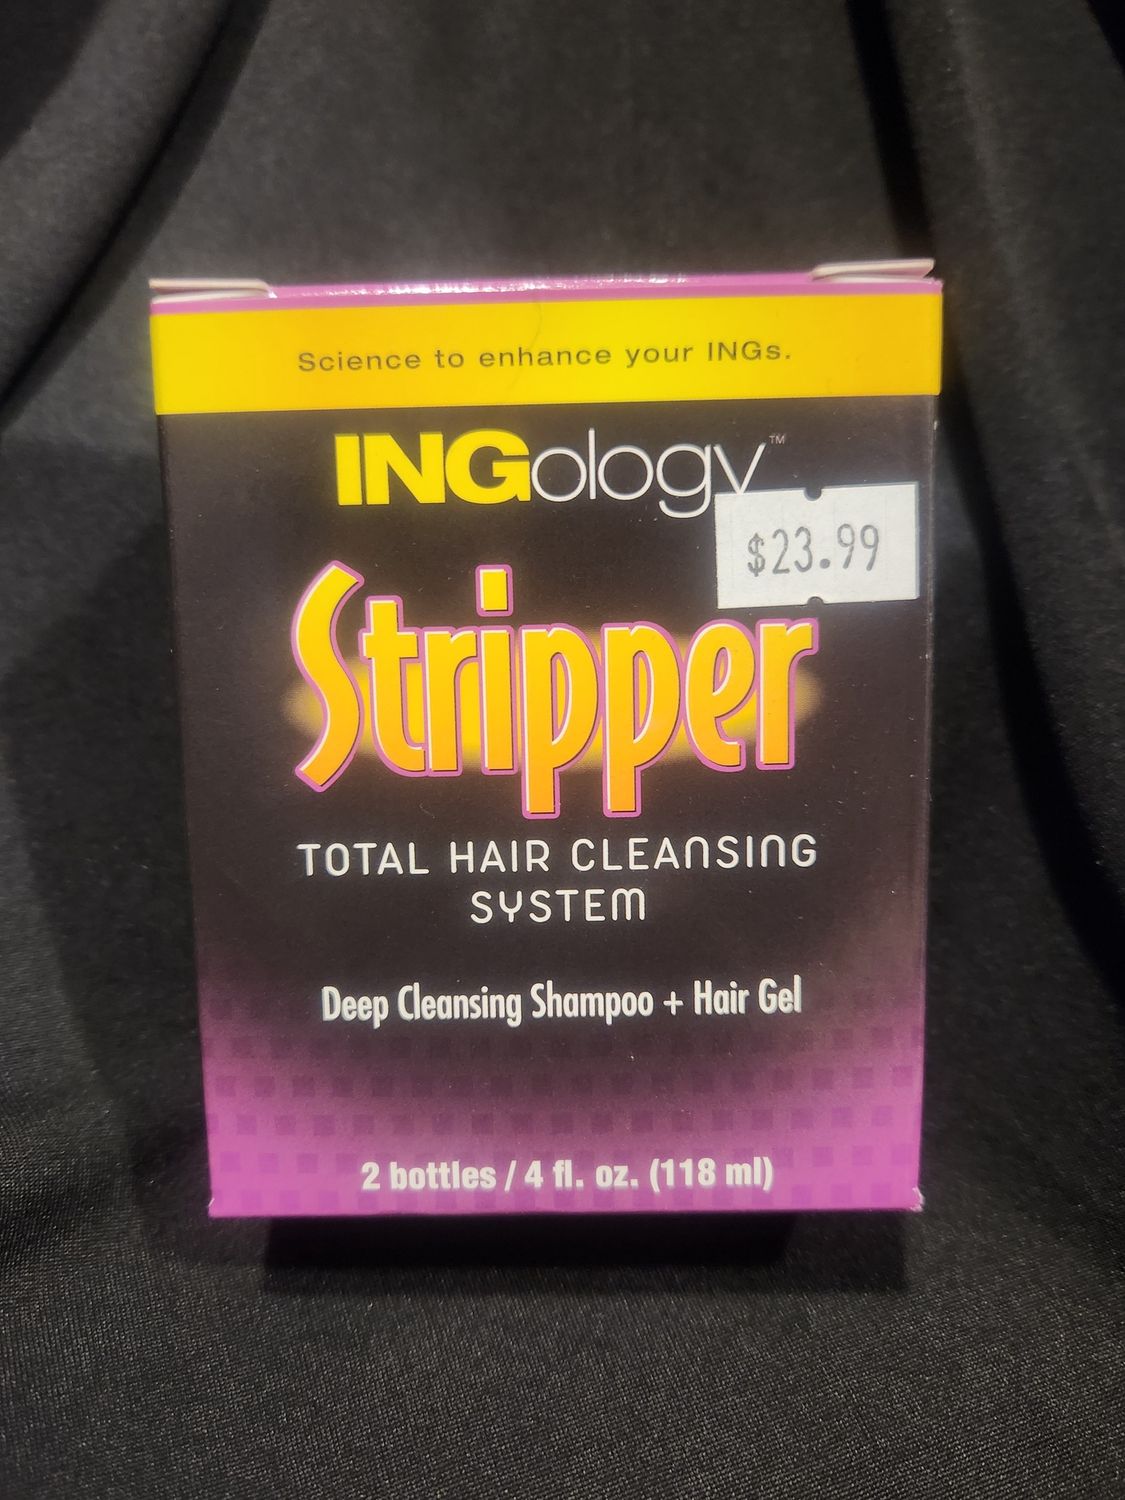 Science to enhance your INGs.
INGology™
$23.99
Stripper
TOTAL HAIR CLEANSING
SYSTEM
Deep Cleansing Shampoo + Hair Gel
2 bottles / 4 fl. oz. (118 ml)